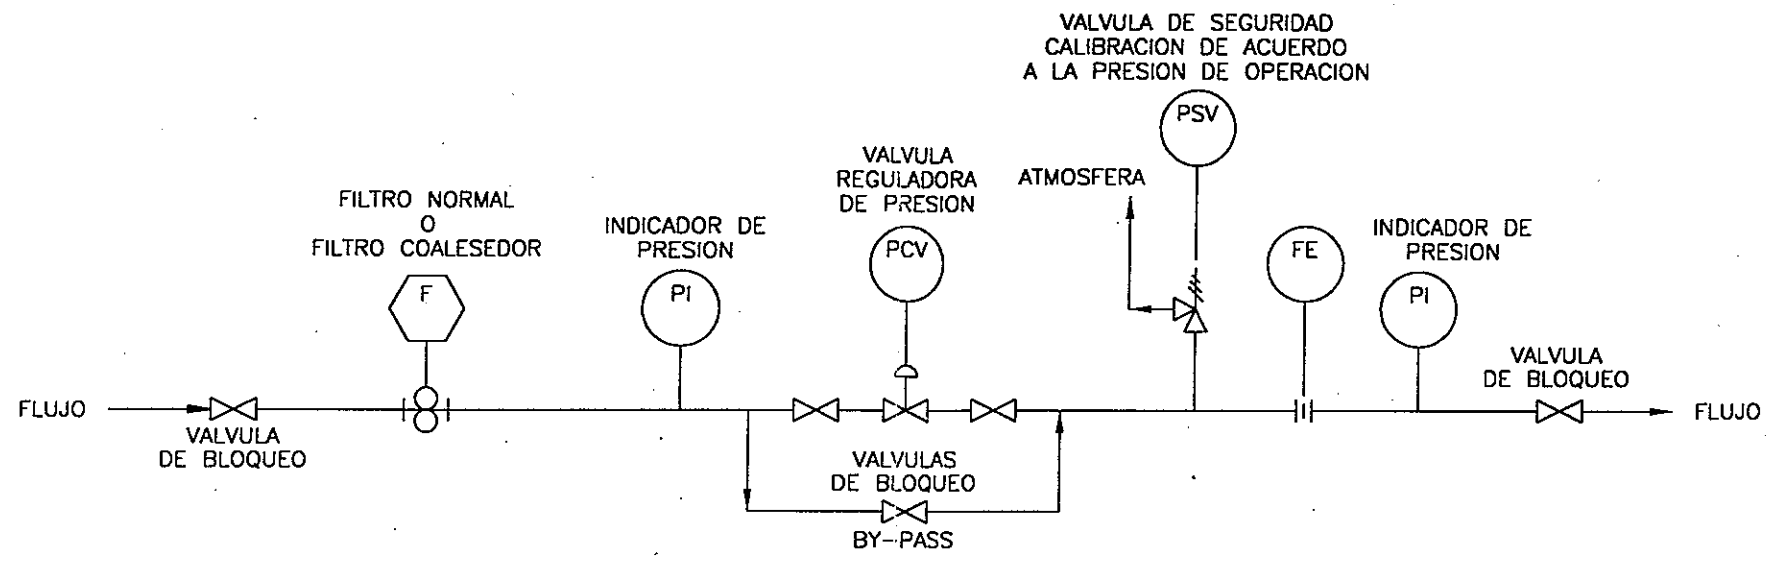 VALVULA DE SEGURIDAD
CALIBRACION DE ACUERDO
A LA PRESION DE OPERACION
PSV
VALVULA
REGULADORA
DE PRESION
PCV
ATMOSFERA
FILTRO NORMAL
O
FILTRO COALESEDOR
F
INDICADOR DE
PRESION
PI
FE
INDICADOR DE
PRESION
PI
VALVULA
DE BLOQUEO
FLUJO
FLUJO
VALVULA
DE BLOQUEO
VALVULAS
DE BLOQUEO
BY-PASS